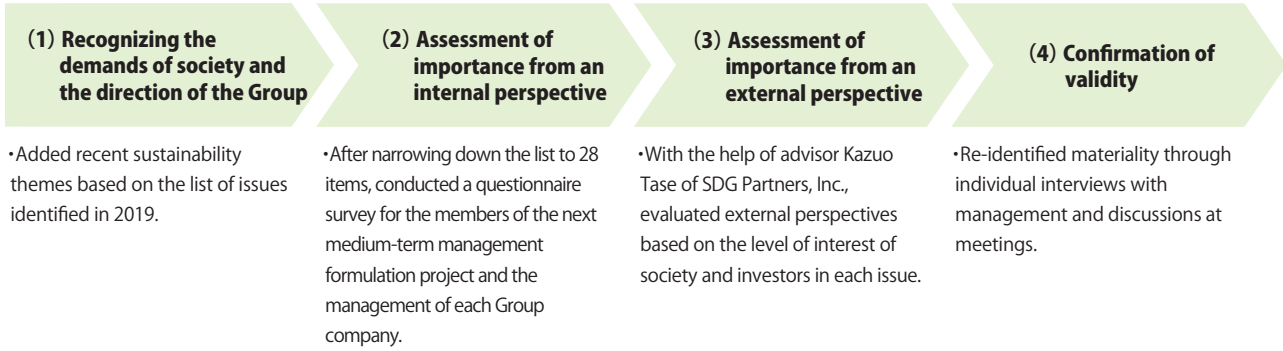 (1) Recognizing the
demands of society and
the direction of the Group
・Added recent sustainability
themes based on the list of issues
identified in 2019.
(2) Assessment of
importance from an
internal perspective
・After narrowing down the list to 28
items, conducted a questionnaire
survey for the members of the next
medium-term management
formulation project and the
management of each Group
company.
(3) Assessment of
importance from an
external perspective
・With the help of advisor Kazuo
Tase of SDG Partners, Inc.,
evaluated external perspectives
based on the level of interest of
society and investors in each issue.
(4) Confirmation of
validity
・Re-identified materiality through
individual interviews with
management and discussions at
meetings.